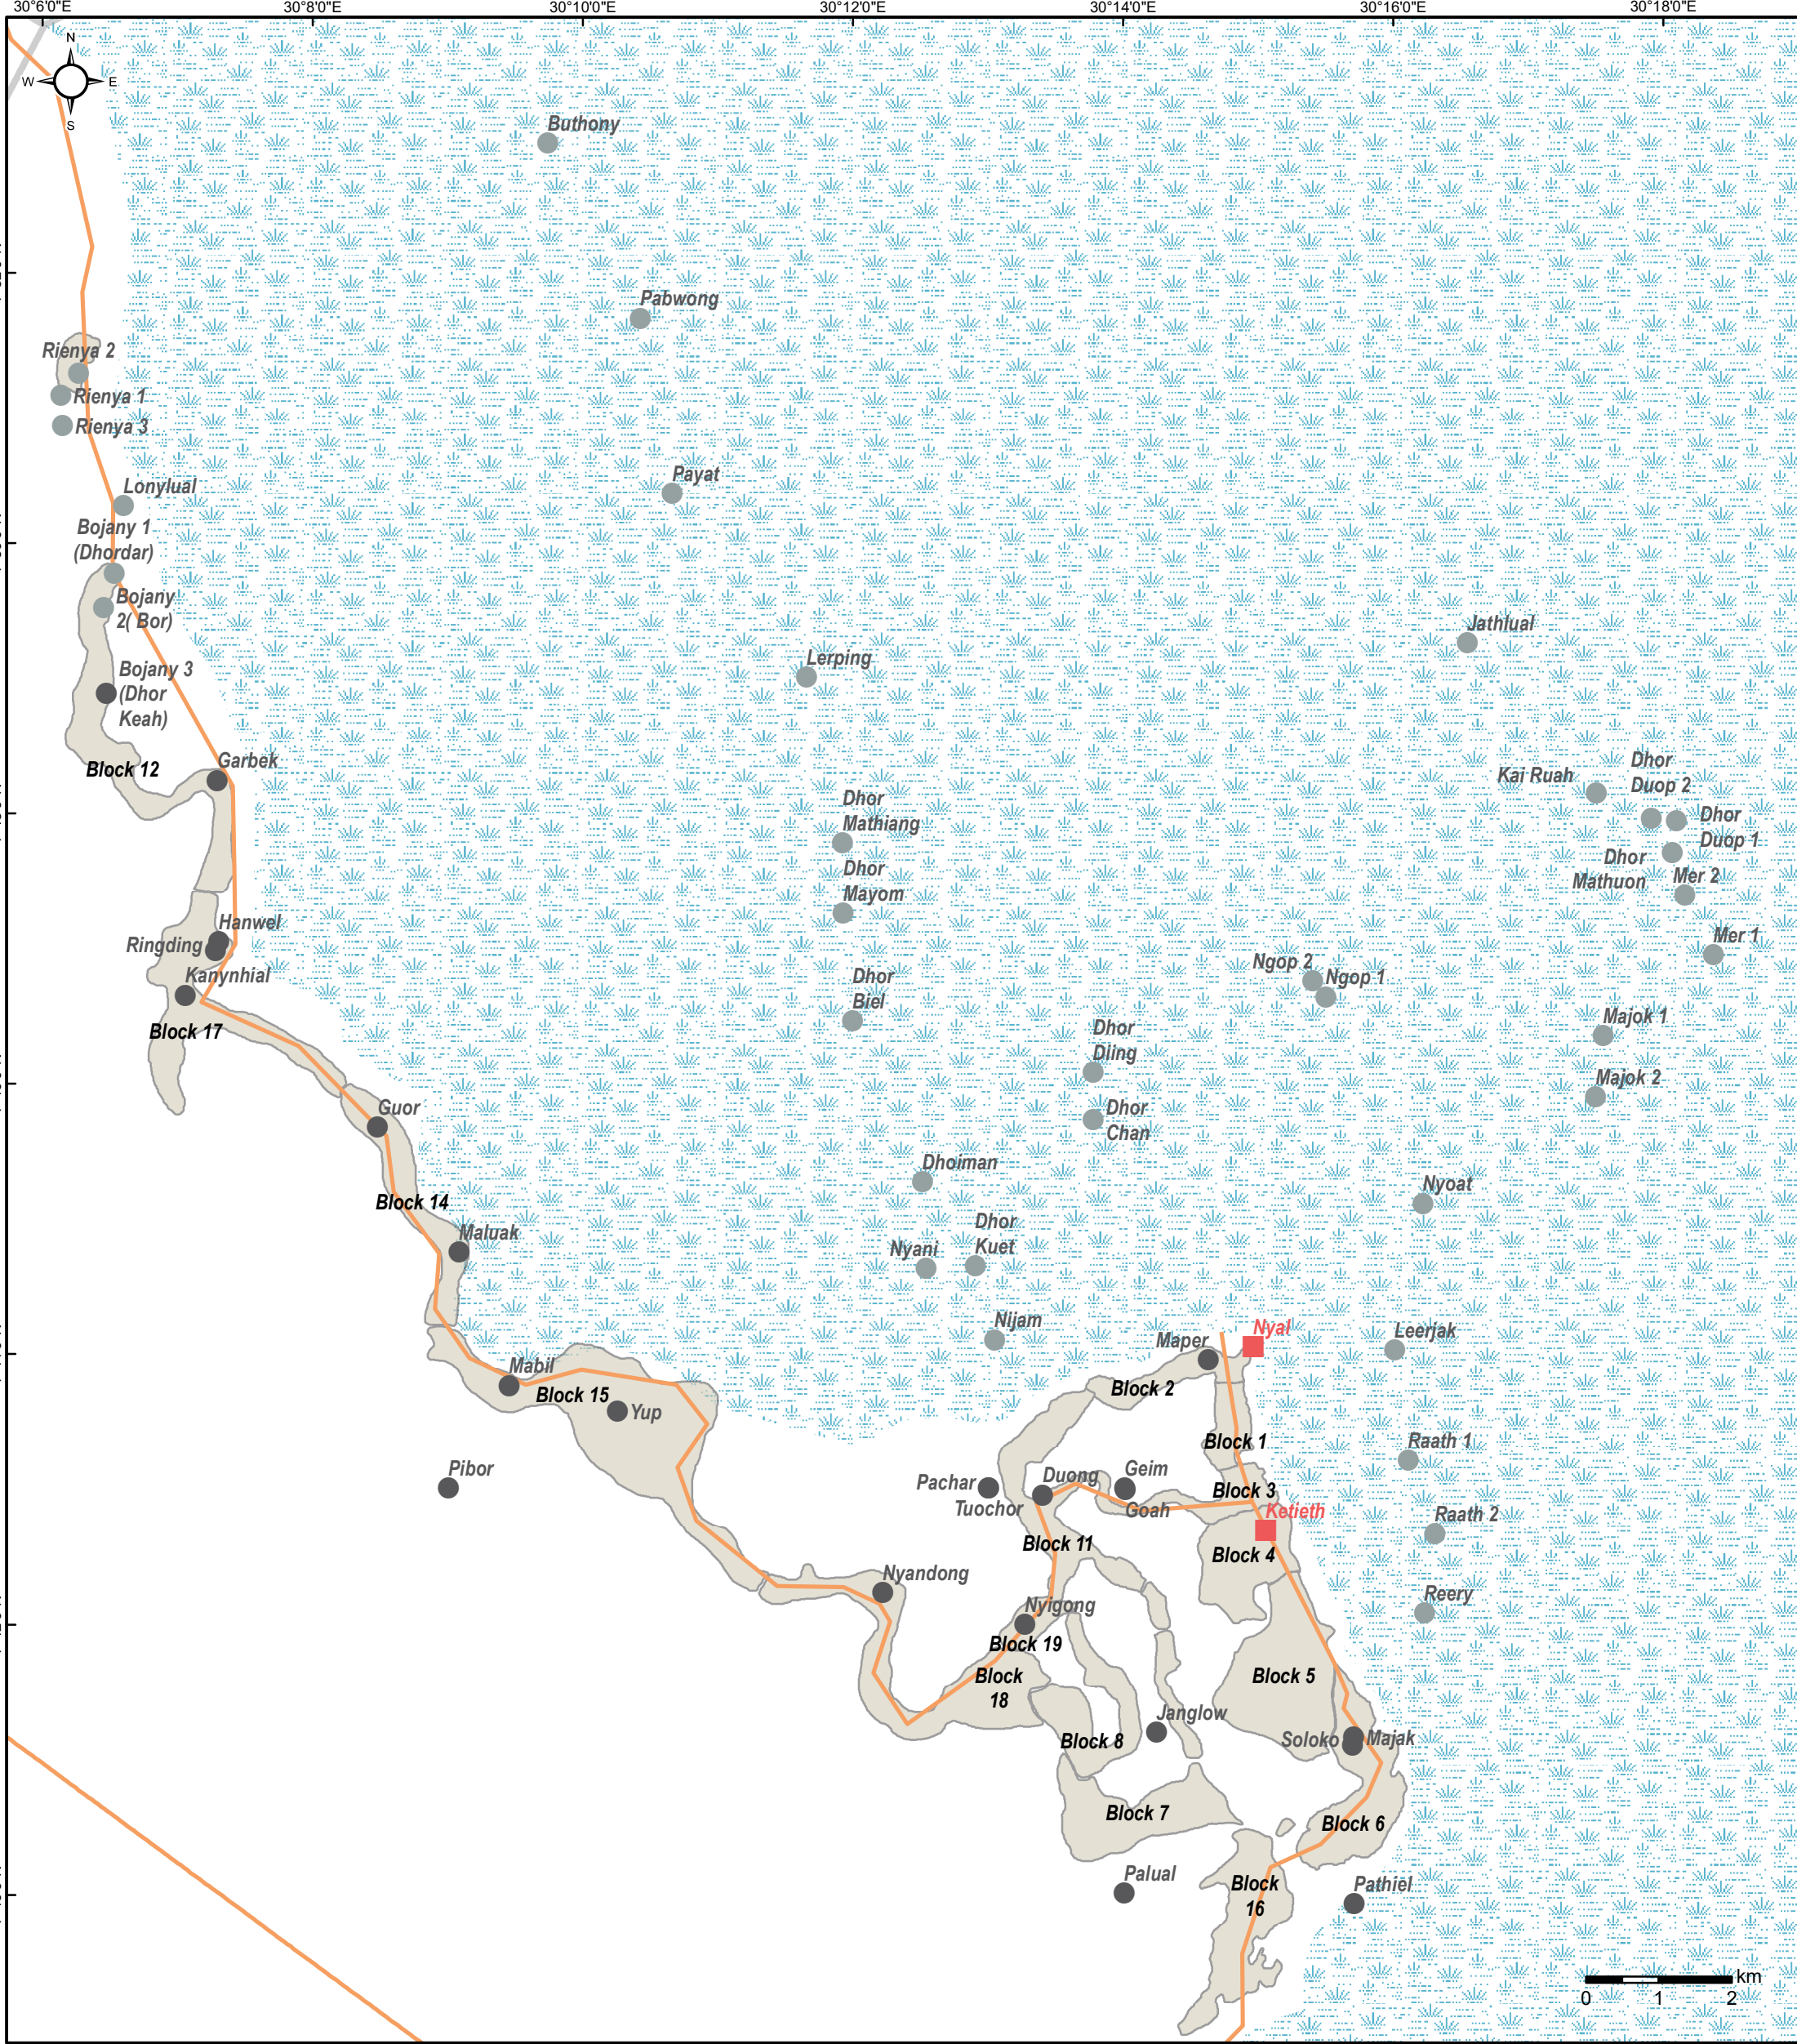 30°6'0"E
30°8'0"E
30°10'0"E
30°12'0"E
30°14'0"E
30°16'0"E
30°18'0"E
N
W
E
S
Buthony
Pabwong
Rienya 2
Rienya 1
Rienya 3
Payat
Lonylual
Bojany 1
(Dhordar)
Bojany
2( Bor)
Jathlual
Lerping
Bojany 3
(Dhor
Keah)
Block 12
Garbek
Kai Ruah
Dhor
Duop 2
Dhor
Duop 1
Dhor
Mathiang
Dhor
Mathuon
Mer 2
Dhor
Mayom
Hanwel
Ringding
Mer 1
Kanynhial
Ngop 2
Ngop 1
Dhor
Biel
Block 17
Majok 1
Dhor
Diing
Majok 2
Guor
Dhor
Chan
Dhoiman
Nyoat
Block 14
Maluak
Nyani
Dhor
Kuet
Nijam
Maper
Nyal
Leerjak
Mabil
Block 15
Block 2
Yup
Block 1
Raath 1
Pibor
Pachar
Duong
Geim
Block 3
Tuochor
Goah
Ketieth
Raath 2
Block 11
Block 4
Nyandong
Reery
Nyigong
Block 19
Block
18
Block 5
Janglow
Block 8
Soloko
Majak
Block 7
Block 6
Palual
Block
16
Pathiel
km
0
1
2